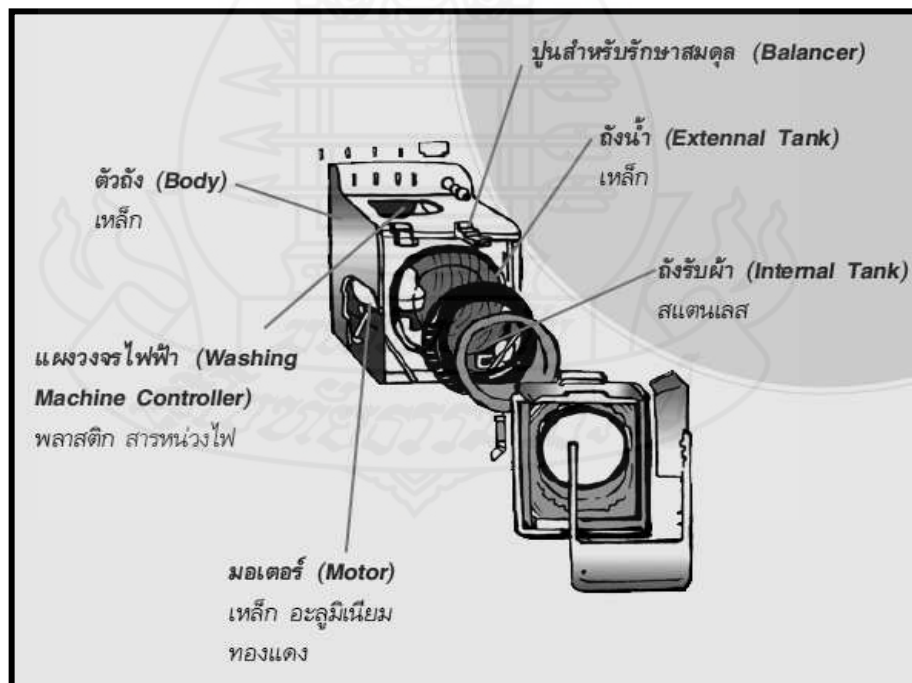 ปูนสำหรับรักษาสมดุล (Balancer)
ถังน้ำ (Extennal Tank)
เหล็ก
ตัวถัง (Body)
เหล็ก
ถังรับผ้า (Internal Tank)
สแตนเลส
แผงวงจรไฟฟ้า (Washing
Machine Controller)
พลาสติก สารหน่วงไฟ
มอเตอร์ (Motor)
เหล็ก อะลูมิเนียม
ทองแดง